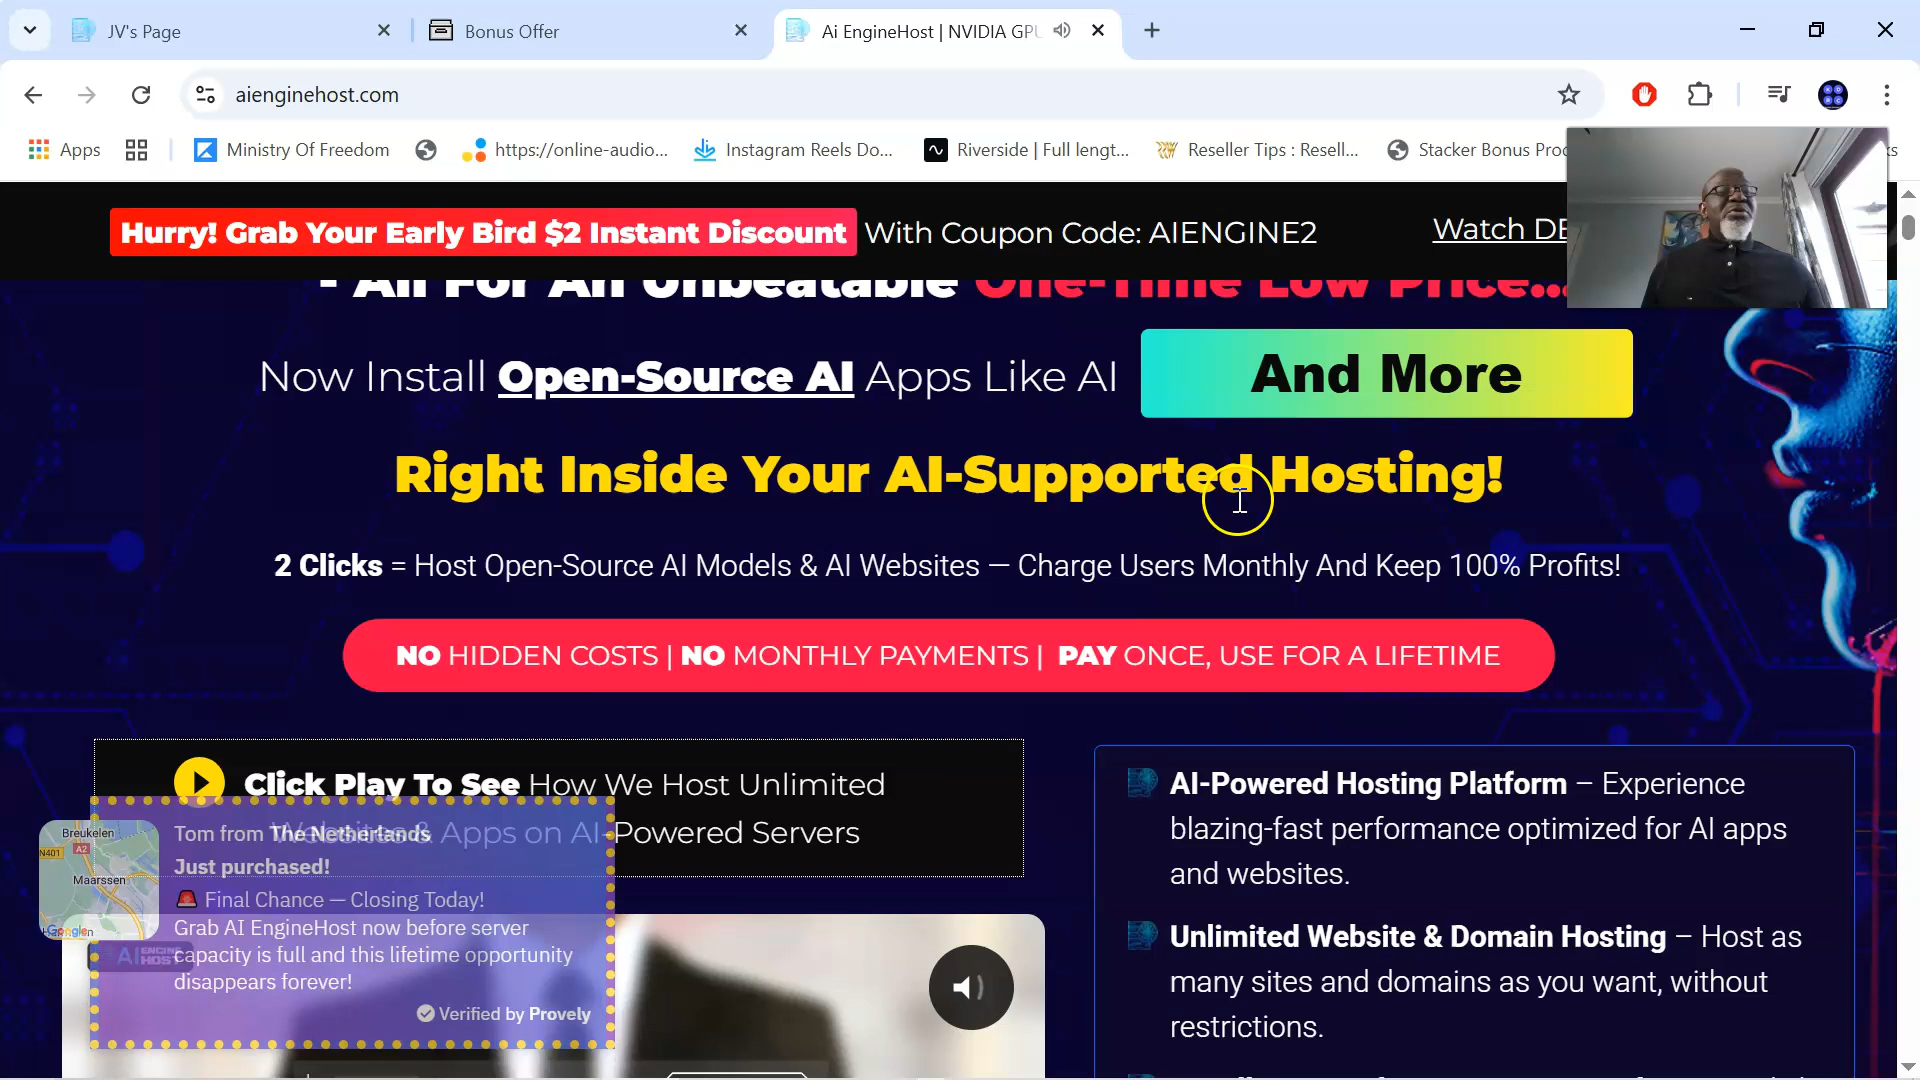 JV's Page
Bonus Offer
Ai EngineHost | NVIDIA GPU
aienginehost.com
Apps
Ministry Of Freedom
https://online-audio...
Instagram Reels Do...
Riverside | Full lengt...
Reseller Tips : Resell...
Stacker Bonus Pro
ks
Hurry! Grab Your Early Bird $2 Instant Discount With Coupon Code: AIENGINE2
Watch DE
- All For An Unbeatable One-Time Low Price...
Now Install Open-Source AI Apps Like AI
And More
Right Inside Your AI-Supported Hosting!
2 Clicks = Host Open-Source AI Models & AI Websites — Charge Users Monthly And Keep 100% Profits!
NO HIDDEN COSTS | NO MONTHLY PAYMENTS | PAY ONCE, USE FOR A LIFETIME
Click Play To See How We Host Unlimited
Websites & Apps on AI-Powered Servers
Breukelen
N401
A2
Maarssen
Google
Tom from The Netherlands
Just purchased!
🚨 Final Chance — Closing Today!
Grab AI EngineHost now before server
capacity is full and this lifetime opportunity
disappears forever!
Verified by Provely
AI ENGINE HOST
AI-Powered Hosting Platform – Experience
blazing-fast performance optimized for AI apps
and websites.
Unlimited Website & Domain Hosting – Host as
many sites and domains as you want, without
restrictions.